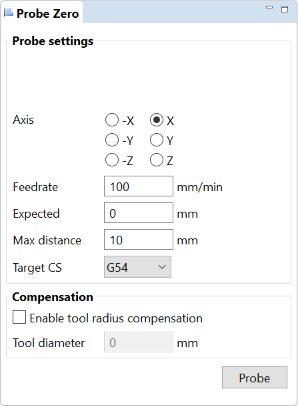 Probe Zero
Probe settings
Axis -X X
-Y Y
-Z Z
Feedrate 100 mm/min
Expected 0 mm
Max distance 10 mm
Target CS G54
Compensation
Enable tool radius compensation
Tool diameter 0 mm
Probe